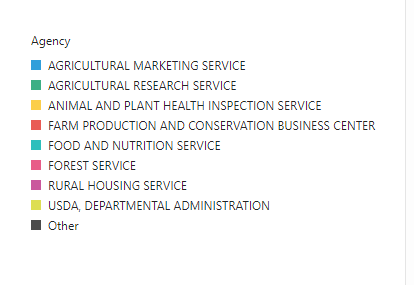 Agency
AGRICULTURAL MARKETING SERVICE
AGRICULTURAL RESEARCH SERVICE
ANIMAL AND PLANT HEALTH INSPECTION SERVICE
FARM PRODUCTION AND CONSERVATION BUSINESS CENTER
FOOD AND NUTRITION SERVICE
FOREST SERVICE
RURAL HOUSING SERVICE
USDA, DEPARTMENTAL ADMINISTRATION
Other